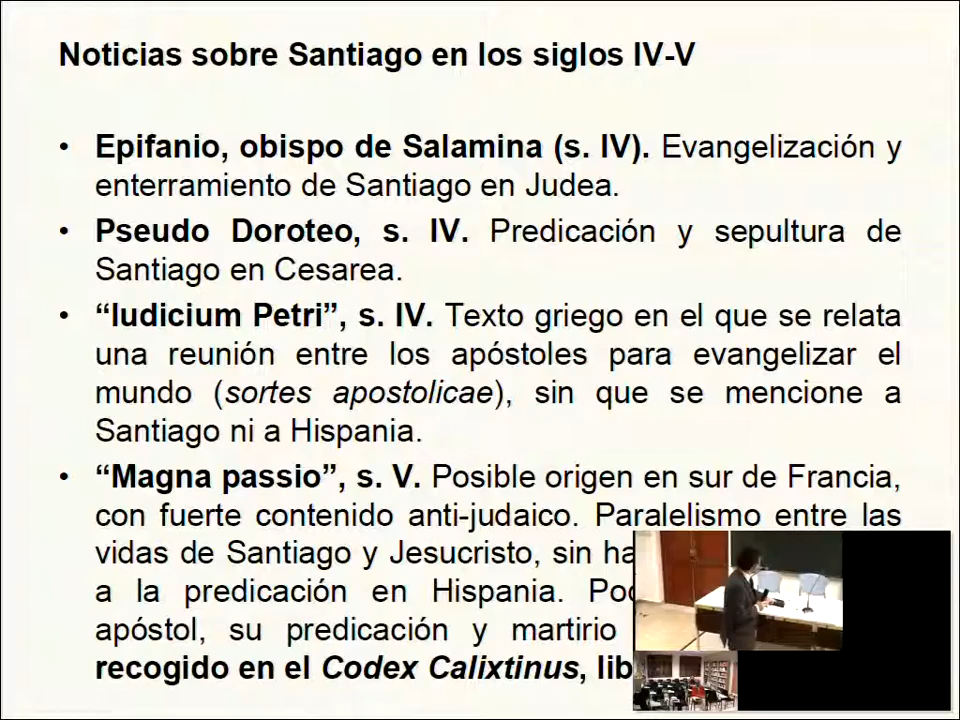 Noticias sobre Santiago en los siglos IV-V
• Epifanio, obispo de Salamina (s. IV). Evangelización y
enterramiento de Santiago en Judea.
• Pseudo Doroteo, s. IV. Predicación y sepultura de
Santiago en Cesarea.
• “Iudicium Petri”, s. IV. Texto griego en el que se relata
una reunión entre los apóstoles para evangelizar el
mundo (sortes apostolicae), sin que se mencione a
Santiago ni a Hispania.
• “Magna passio”, s. V. Posible origen en sur de Francia,
con fuerte contenido anti-judaico. Paralelismo entre las
vidas de Santiago y Jesucristo, sin
a la predicación en Hispania.
apóstol, su predicación y martirio
recogido en el Codex Calixtinus,